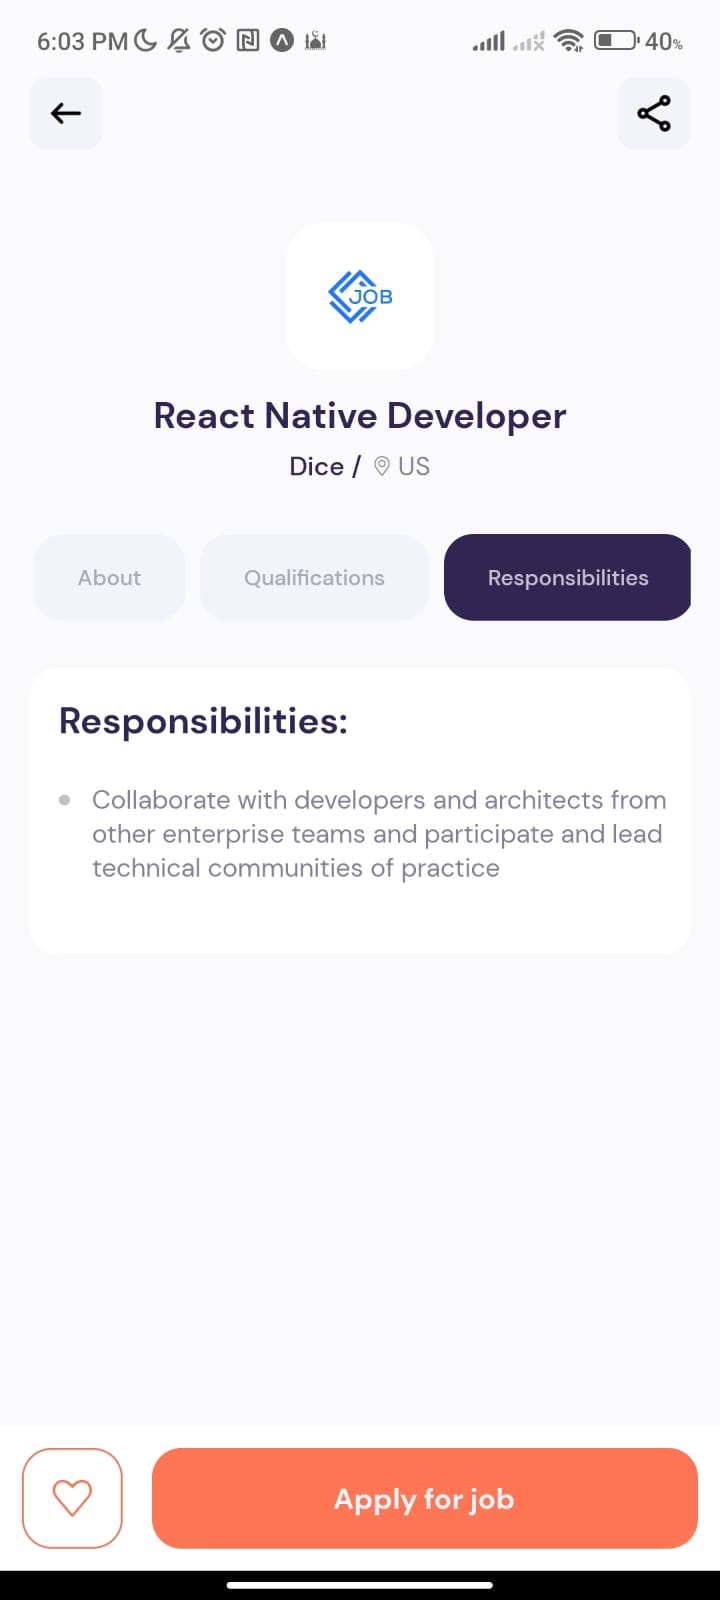 6:03 PM 40%
JOB
React Native Developer
Dice / US
About Qualifications Responsibilities
Responsibilities:
Collaborate with developers and architects from
other enterprise teams and participate and lead
technical communities of practice
Apply for job